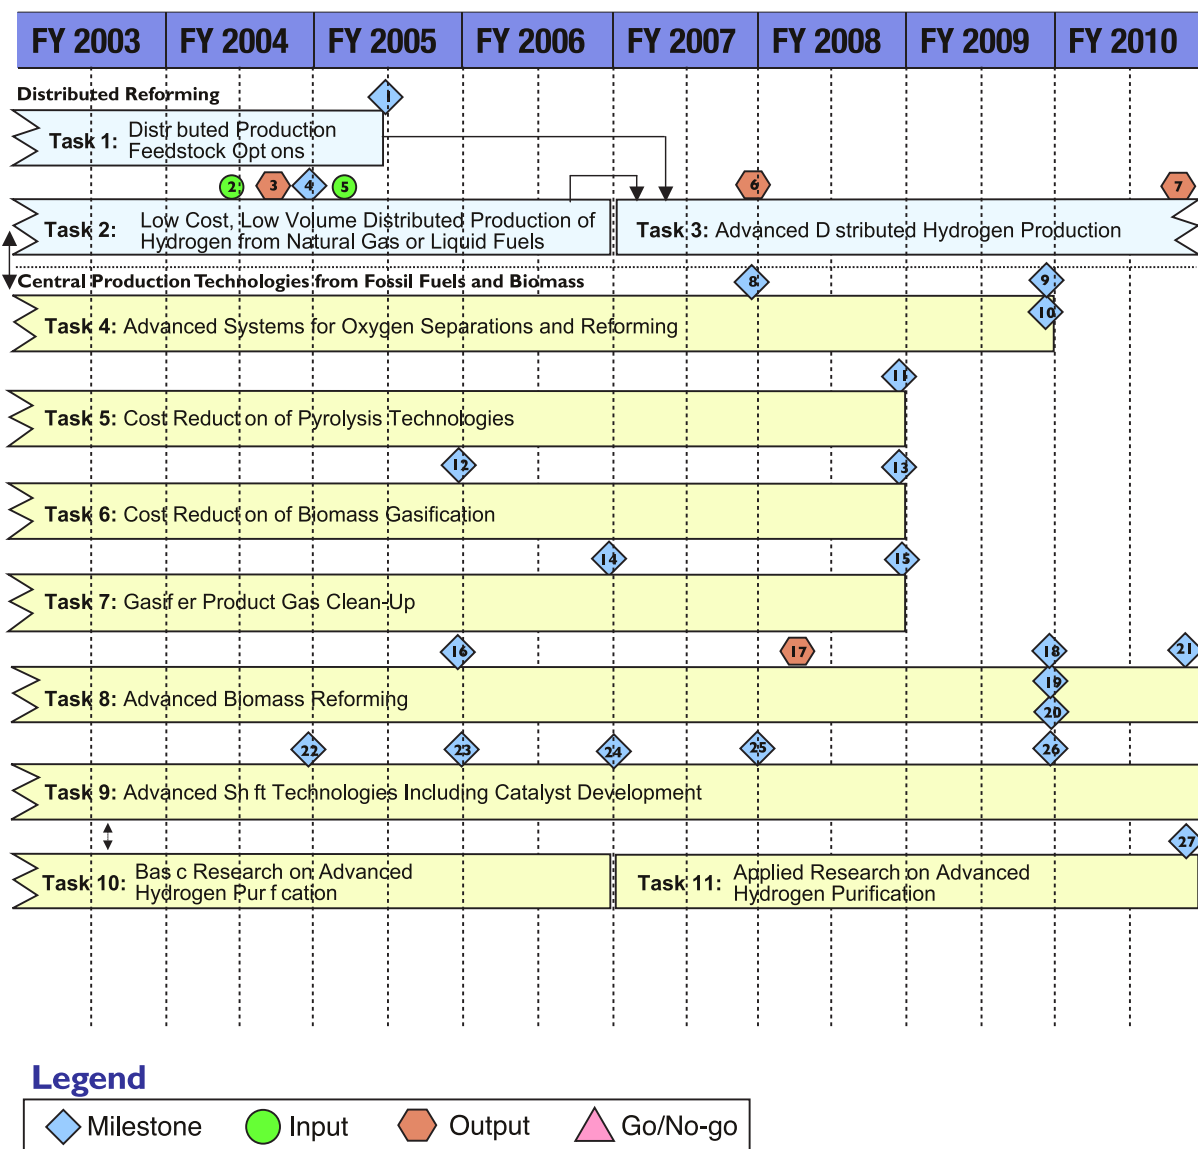 FY 2003 FY 2004 FY 2005 FY 2006 FY 2007 FY 2008 FY 2009 FY 2010
Distributed Reforming
1
Task 1: Distr buted Production
Feedstock Opt ons
2 3 4 5 6 7
Task 2: Low Cost, Low Volume Distributed Production of
Hydrogen from Natural Gas or Liquid Fuels
Task 3: Advanced D stributed Hydrogen Production
Central Production Technologies from Fossil Fuels and Biomass
8 9
10
Task 4: Advanced Systems for Oxygen Separations and Reforming
11
Task 5: Cost Reduct on of Pyrolysis Technologies
12 13
Task 6: Cost Reduct on of Biomass Gasification
14 15
Task 7: Gasif er Product Gas Clean-Up
16 17 18 21
19
Task 8: Advanced Biomass Reforming
20
22 23 24 25 26
Task 9: Advanced Sh ft Technologies Including Catalyst Development
27
Task 10: Bas c Research on Advanced
Hydrogen Pur f cation
Task 11: Applied Research on Advanced
Hydrogen Purification
Legend
Milestone Input Output Go/No-go